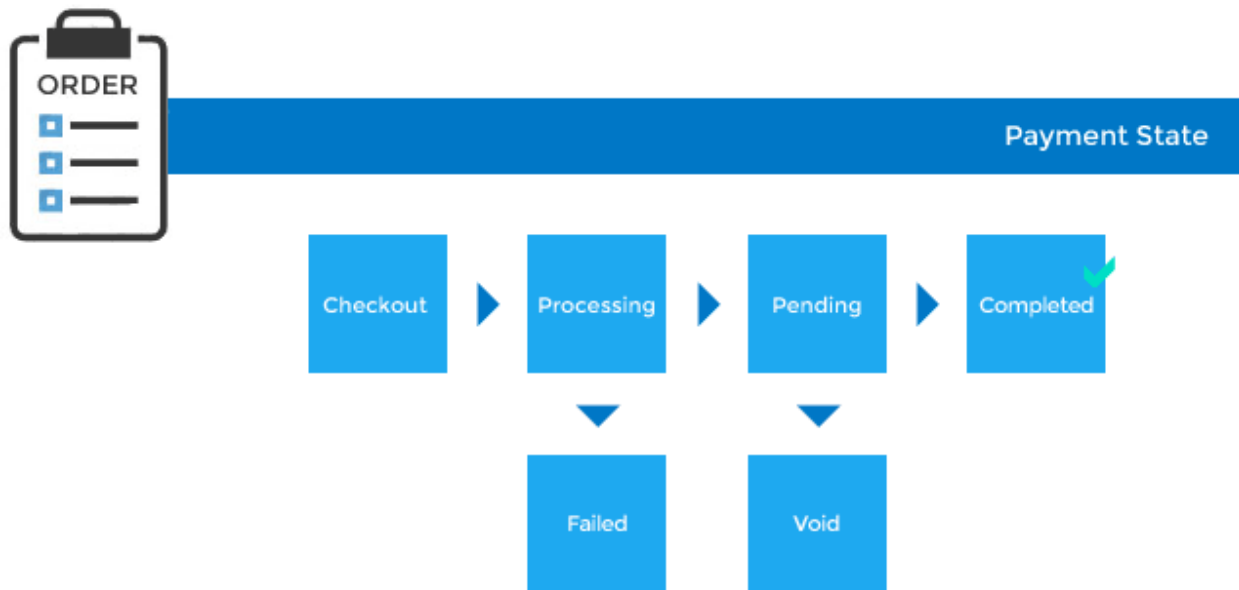 ORDER
Payment State
Checkout
Processing
Pending
Completed
Failed
Void